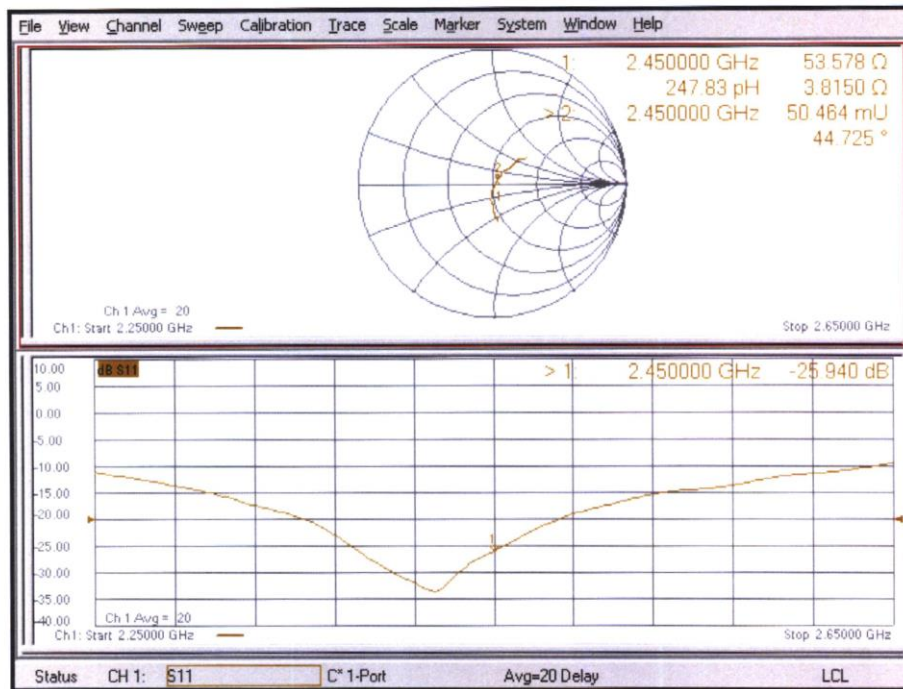 File View Channel Sweep Calibration Trace Scale Marker System Window Help
1: 2.450000 GHz 53.578 Ω
247.83 pH 3.8150 Ω
> 2: 2.450000 GHz 50.464 mU
44.725 °
2
Ch 1 Avg = 20
Ch1: Start 2.25000 GHz
Stop 2.65000 GHz
10.00
dB S11
> 1: 2.450000 GHz -25.940 dB
5.00
0.00
-5.00
-10.00
-15.00
-20.00
-25.00
1
-30.00
-35.00
-40.00
Ch 1 Avg = 20
Ch1: Start 2.25000 GHz
Stop 2.65000 GHz
Status CH 1: S11 C* 1-Port Avg=20 Delay LCL